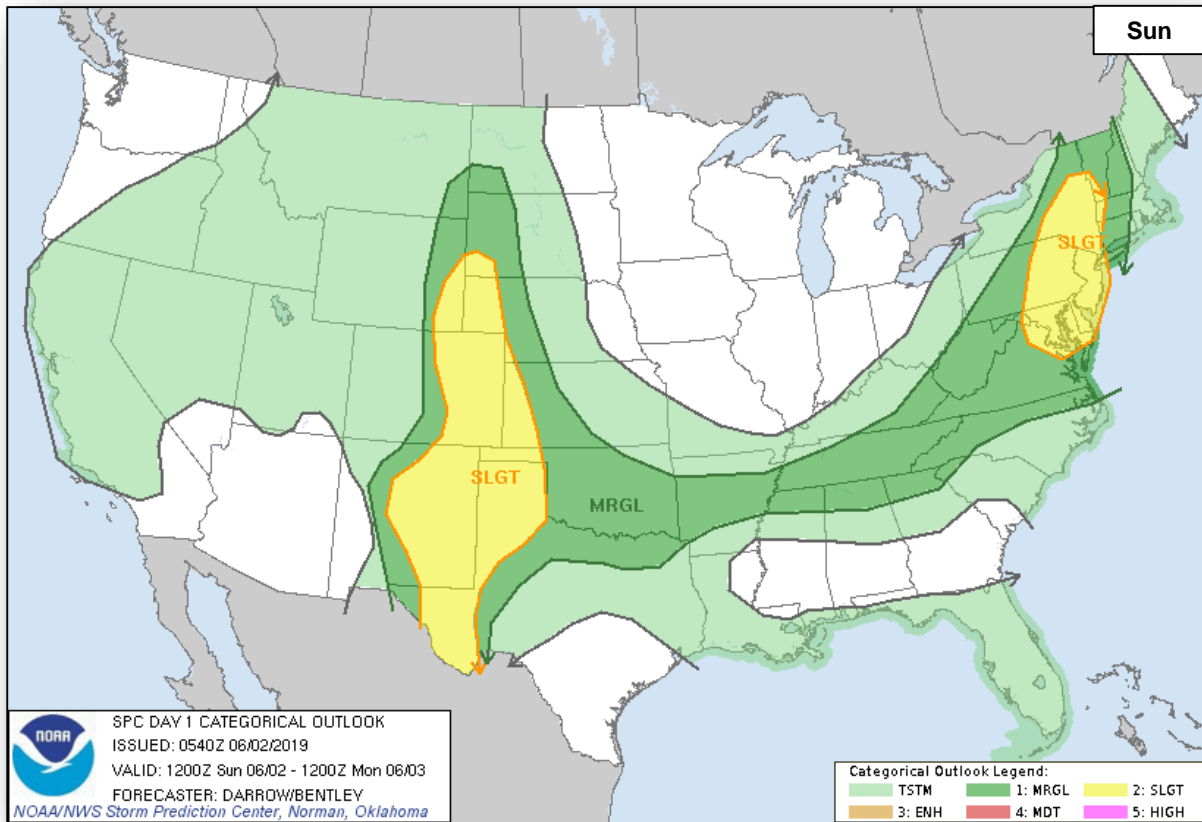 Sun
SLGT
SLGT
MRGL
NOAA
SPC DAY 1 CATEGORICAL OUTLOOK
ISSUED: 0540Z 06/02/2019
VALID: 1200Z Sun 06/02 - 1200Z Mon 06/03
FORECASTER: DARROW/BENTLEY
NOAA/NWS Storm Prediction Center, Norman, Oklahoma
Categorical Outlook Legend:
TSTM 1: MRGL 2: SLGT
3: ENH 4: MDT 5: HIGH